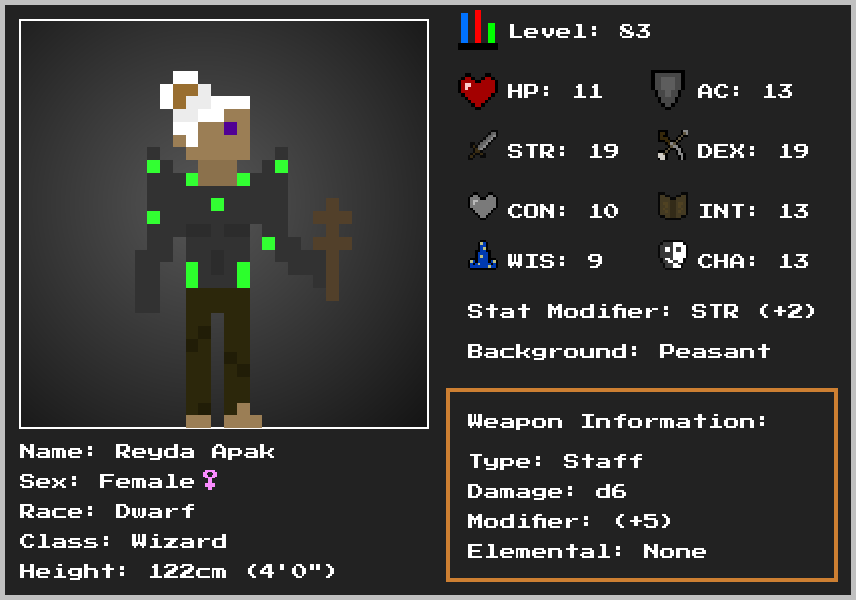 Level: 83
HP: 11
AC: 13
STR: 19
DEX: 19
CON: 10
INT: 13
WIS: 9
CHA: 13
Stat Modifier: STR (+2)
Background: Peasant
Weapon Information:
Type: Staff
Damage: d6
Modifier: (+5)
Elemental: None
Name: Reyda Apak
Sex: Female♀
Race: Dwarf
Class: Wizard
Height: 122cm (4'0")